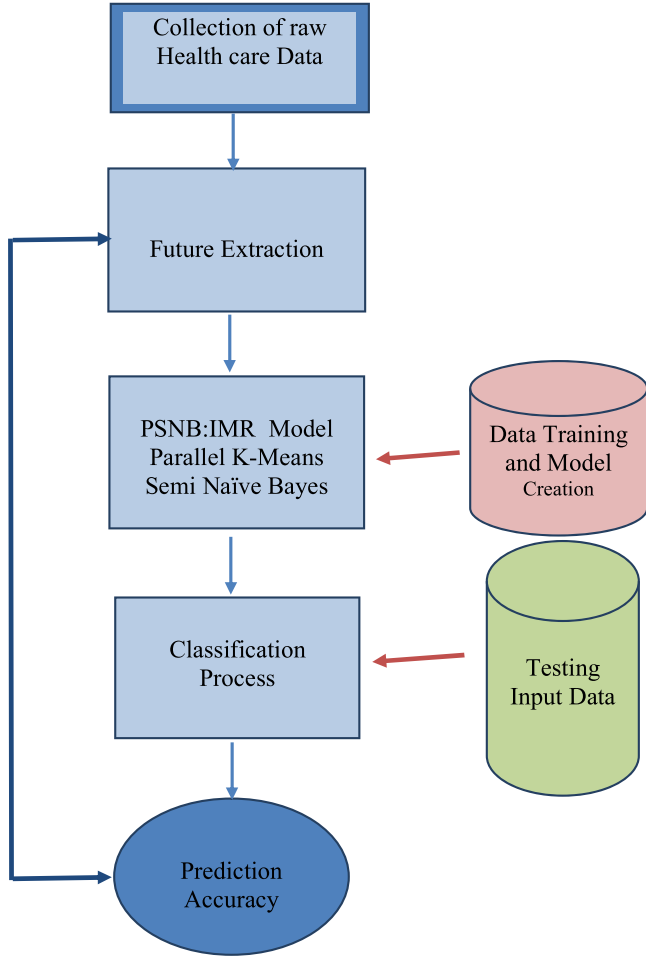 Collection of raw
Health care Data
Future Extraction
PSNB:IMR Model
Parallel K-Means
Semi Naïve Bayes
Data Training
and Model
Creation
Classification
Process
Testing
Input Data
Prediction
Accuracy